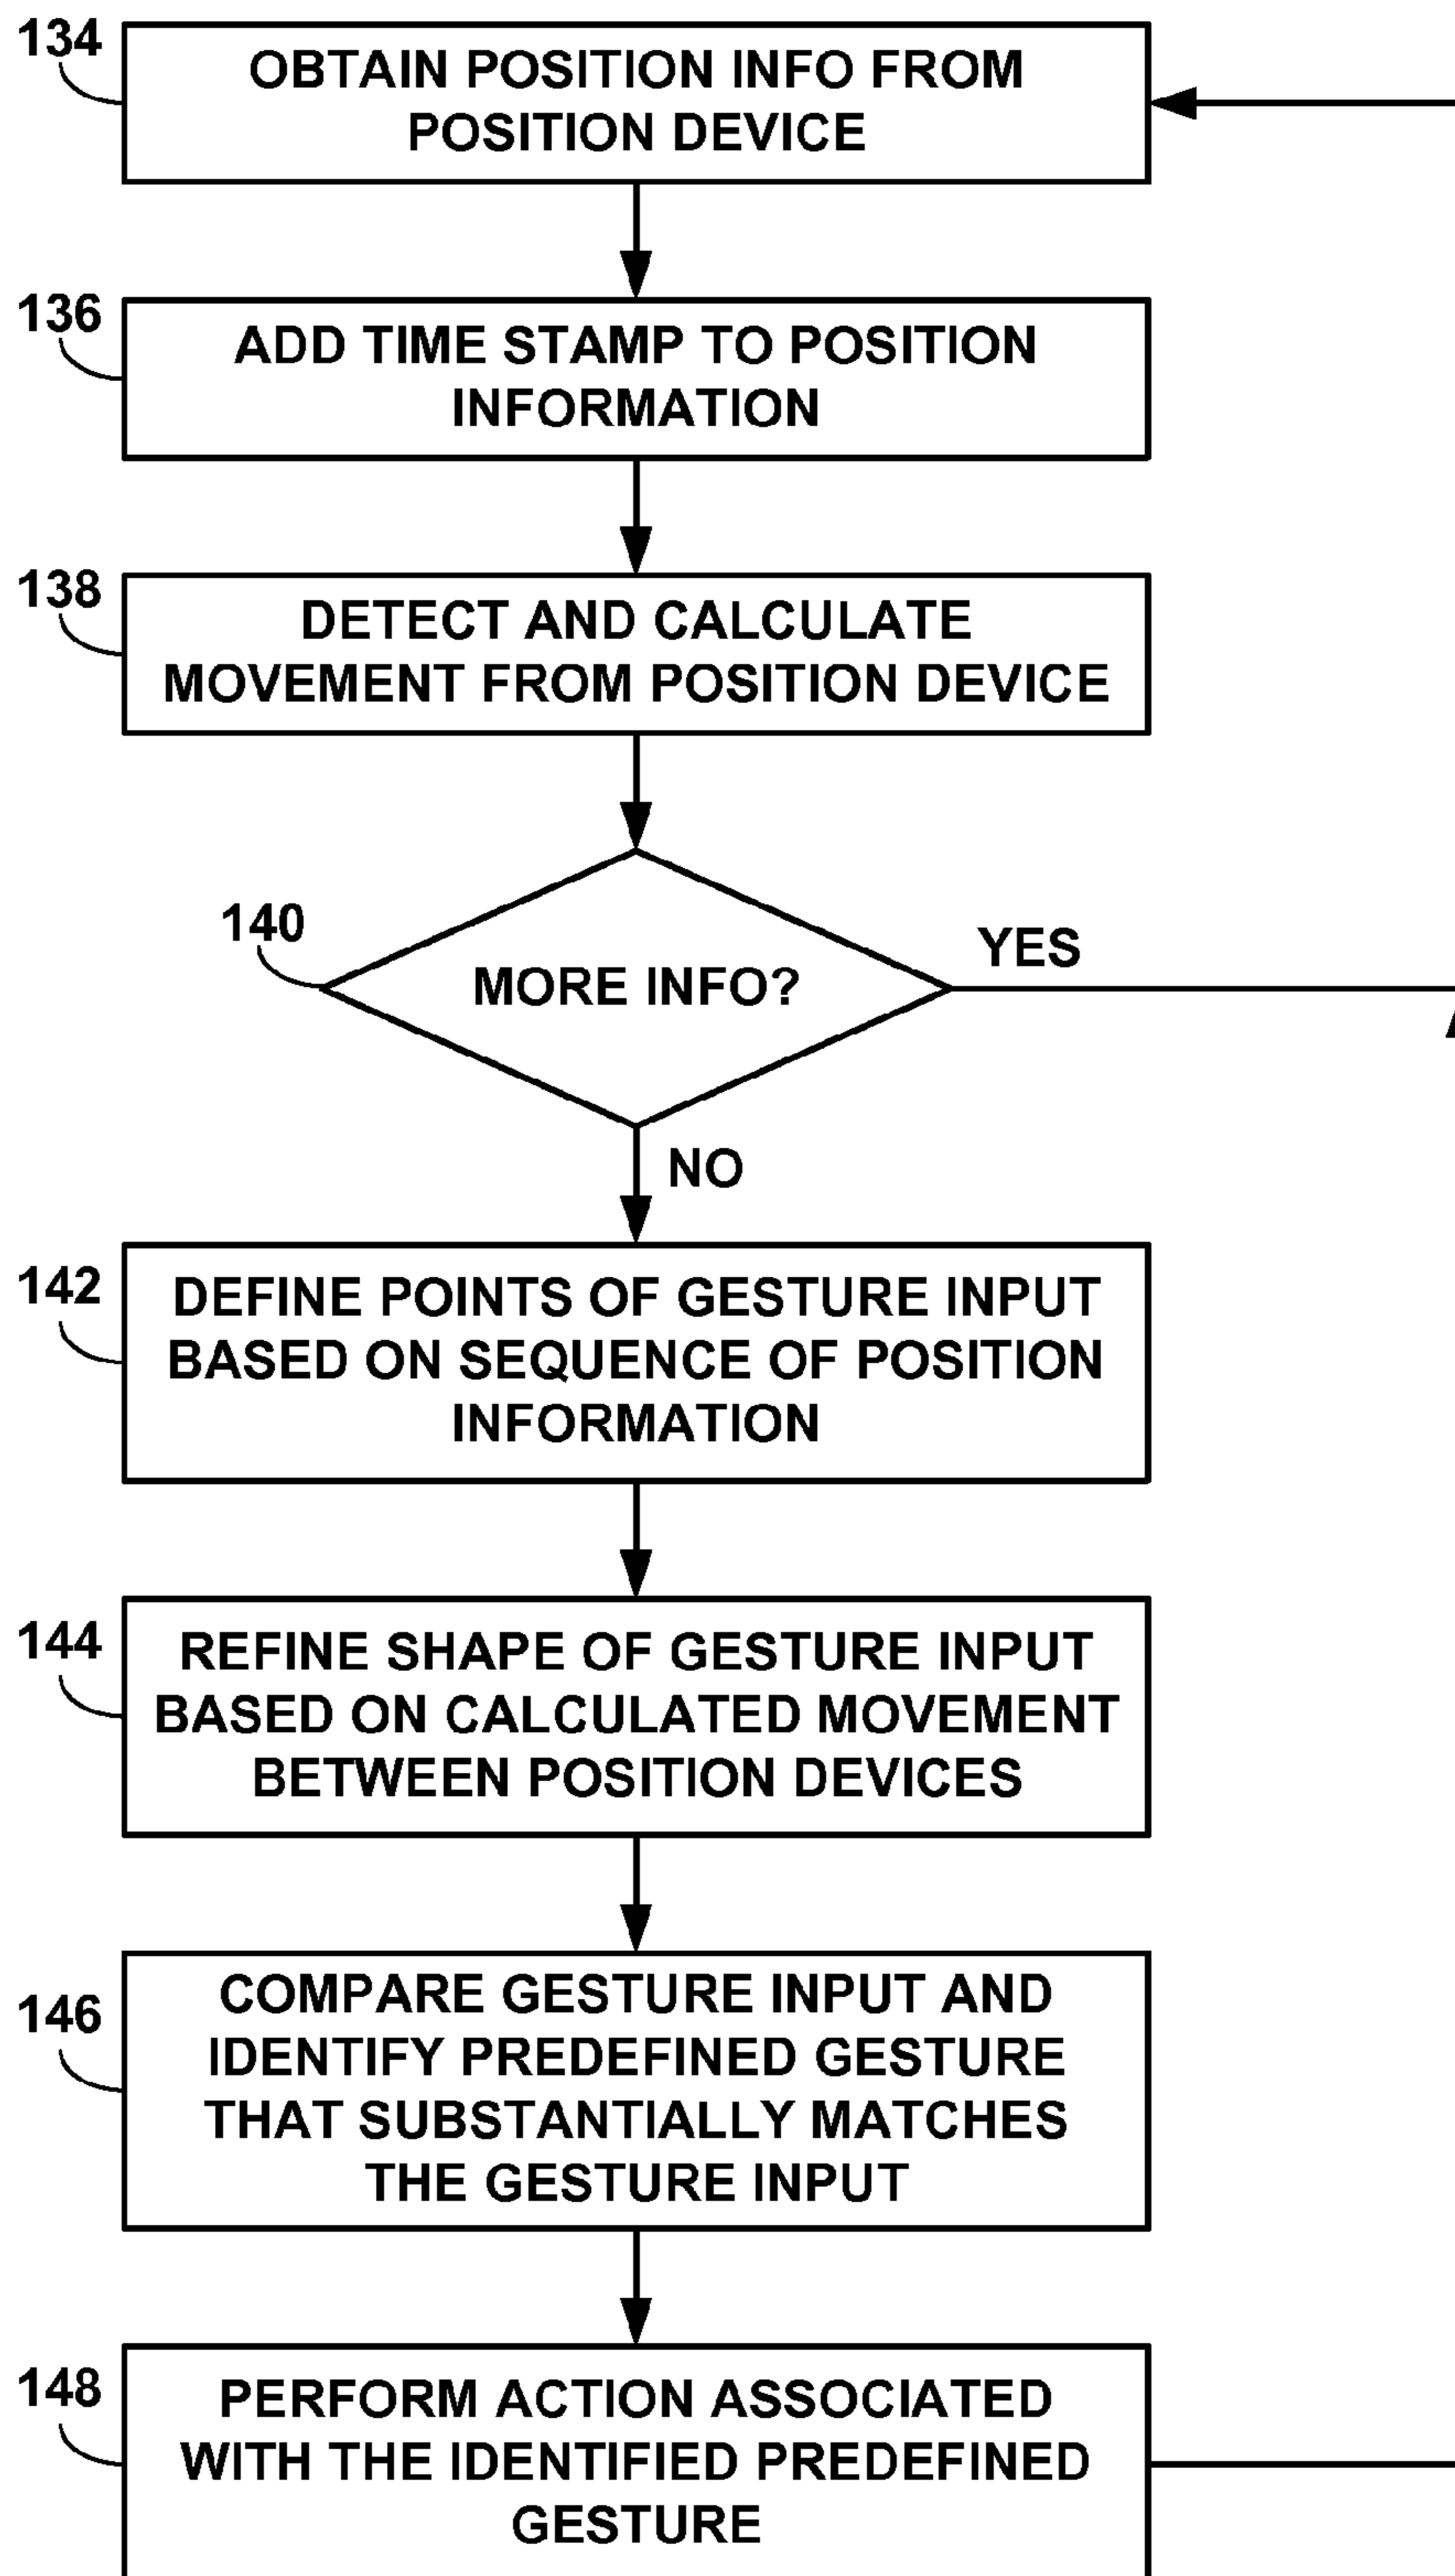 134
OBTAIN POSITION INFO FROM
POSITION DEVICE
136
ADD TIME STAMP TO POSITION
INFORMATION
138
DETECT AND CALCULATE
MOVEMENT FROM POSITION DEVICE
140
MORE INFO?
YES
NO
142
DEFINE POINTS OF GESTURE INPUT
BASED ON SEQUENCE OF POSITION
INFORMATION
144
REFINE SHAPE OF GESTURE INPUT
BASED ON CALCULATED MOVEMENT
BETWEEN POSITION DEVICES
146
COMPARE GESTURE INPUT AND
IDENTIFY PREDEFINED GESTURE
THAT SUBSTANTIALLY MATCHES
THE GESTURE INPUT
148
PERFORM ACTION ASSOCIATED
WITH THE IDENTIFIED PREDEFINED
GESTURE